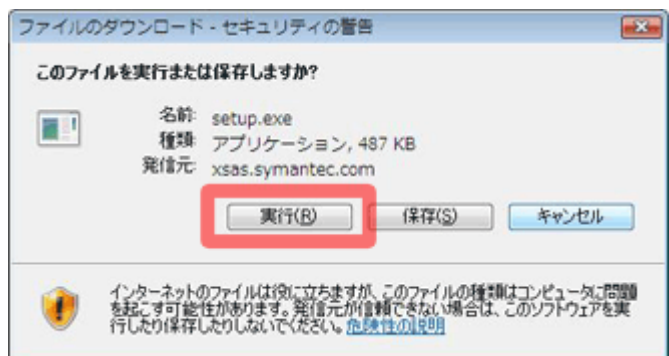 ファイルのダウンロード - セキュリティの警告
このファイルを実行または保存しますか?
名前: setup.exe
種類: アプリケーション, 487 KB
発信元: xsas.symantec.com
実行(R) 保存(S) キャンセル
インターネットのファイルは役に立ちますが、このファイルの種類はコンピュータに問題
を起こす可能性があります。発信元が信頼できない場合は、このソフトウェアを実
行したり保存したりしないでください。危険性の説明